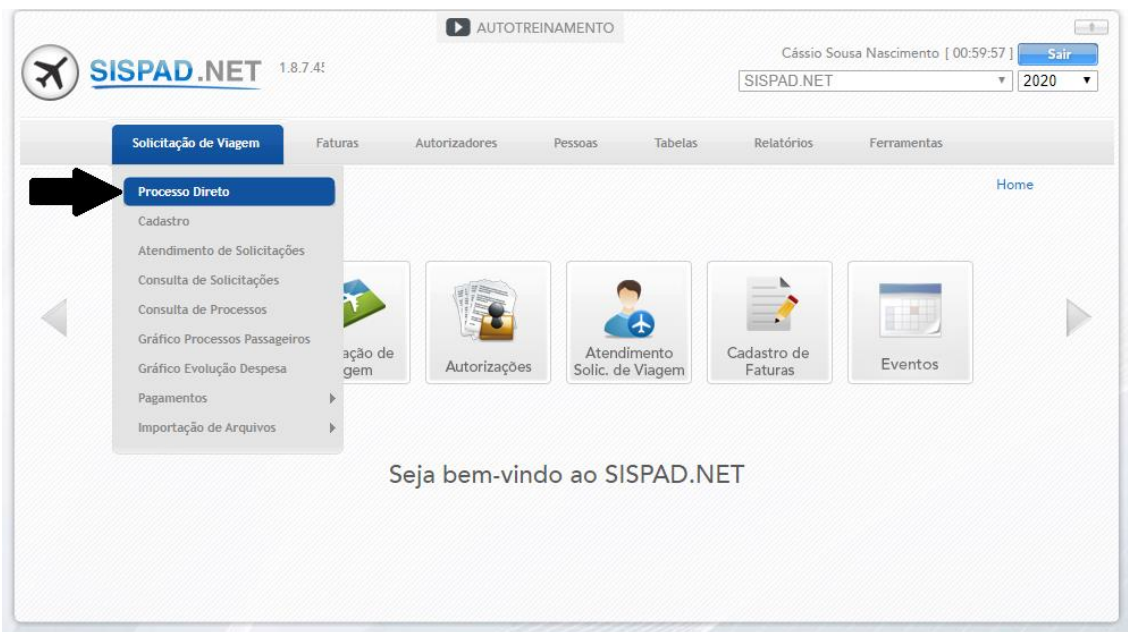 AUTOTREINAMENTO
Cássio Sousa Nascimento [ 00:59:57 ] Sair
SISPAD.NET 1.8.7.45
SISPAD.NET 2020
Solicitação de Viagem Faturas Autorizadores Pessoas Tabelas Relatórios Ferramentas
Home
Processo Direto
Cadastro
Atendimento de Solicitações
Consulta de Solicitações
Consulta de Processos
Gráfico Processos Passageiros
Gráfico Evolução Despesa
Pagamentos
Importação de Arquivos
ação de
gem
Autorizações
Atendimento
Solic. de Viagem
Cadastro de
Faturas
Eventos
Seja bem-vindo ao SISPAD.NET